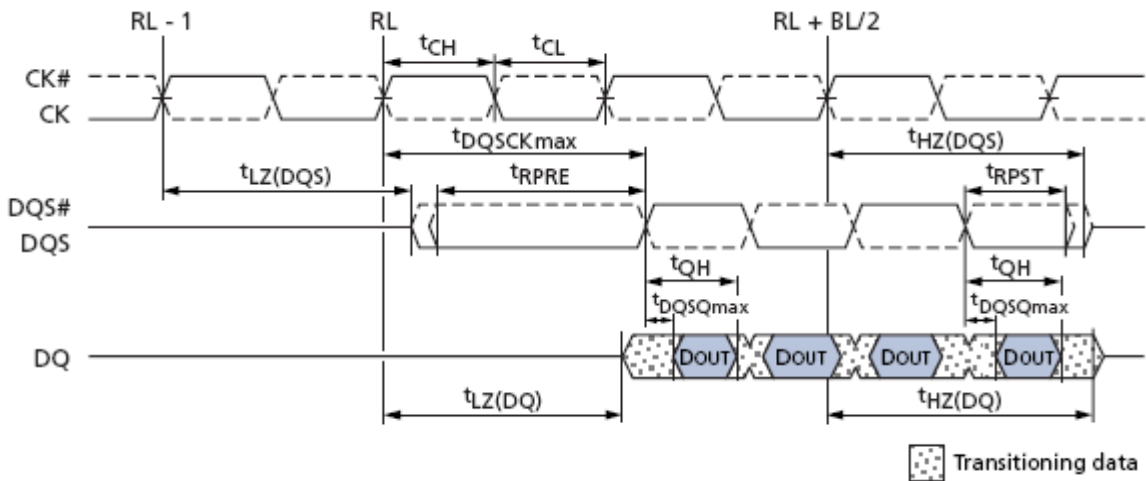 RL - 1 RL RL + BL/2
tCH tCL
CK#
CK
tDQSCKmax tHZ(DQS)
tLZ(DQS) tRPRE tRPST
DQS#
DQS
tQH tQH
tDQSQmax tDQSQmax
DQ DOUT DOUT DOUT DOUT
tLZ(DQ) tHZ(DQ)
Transitioning data